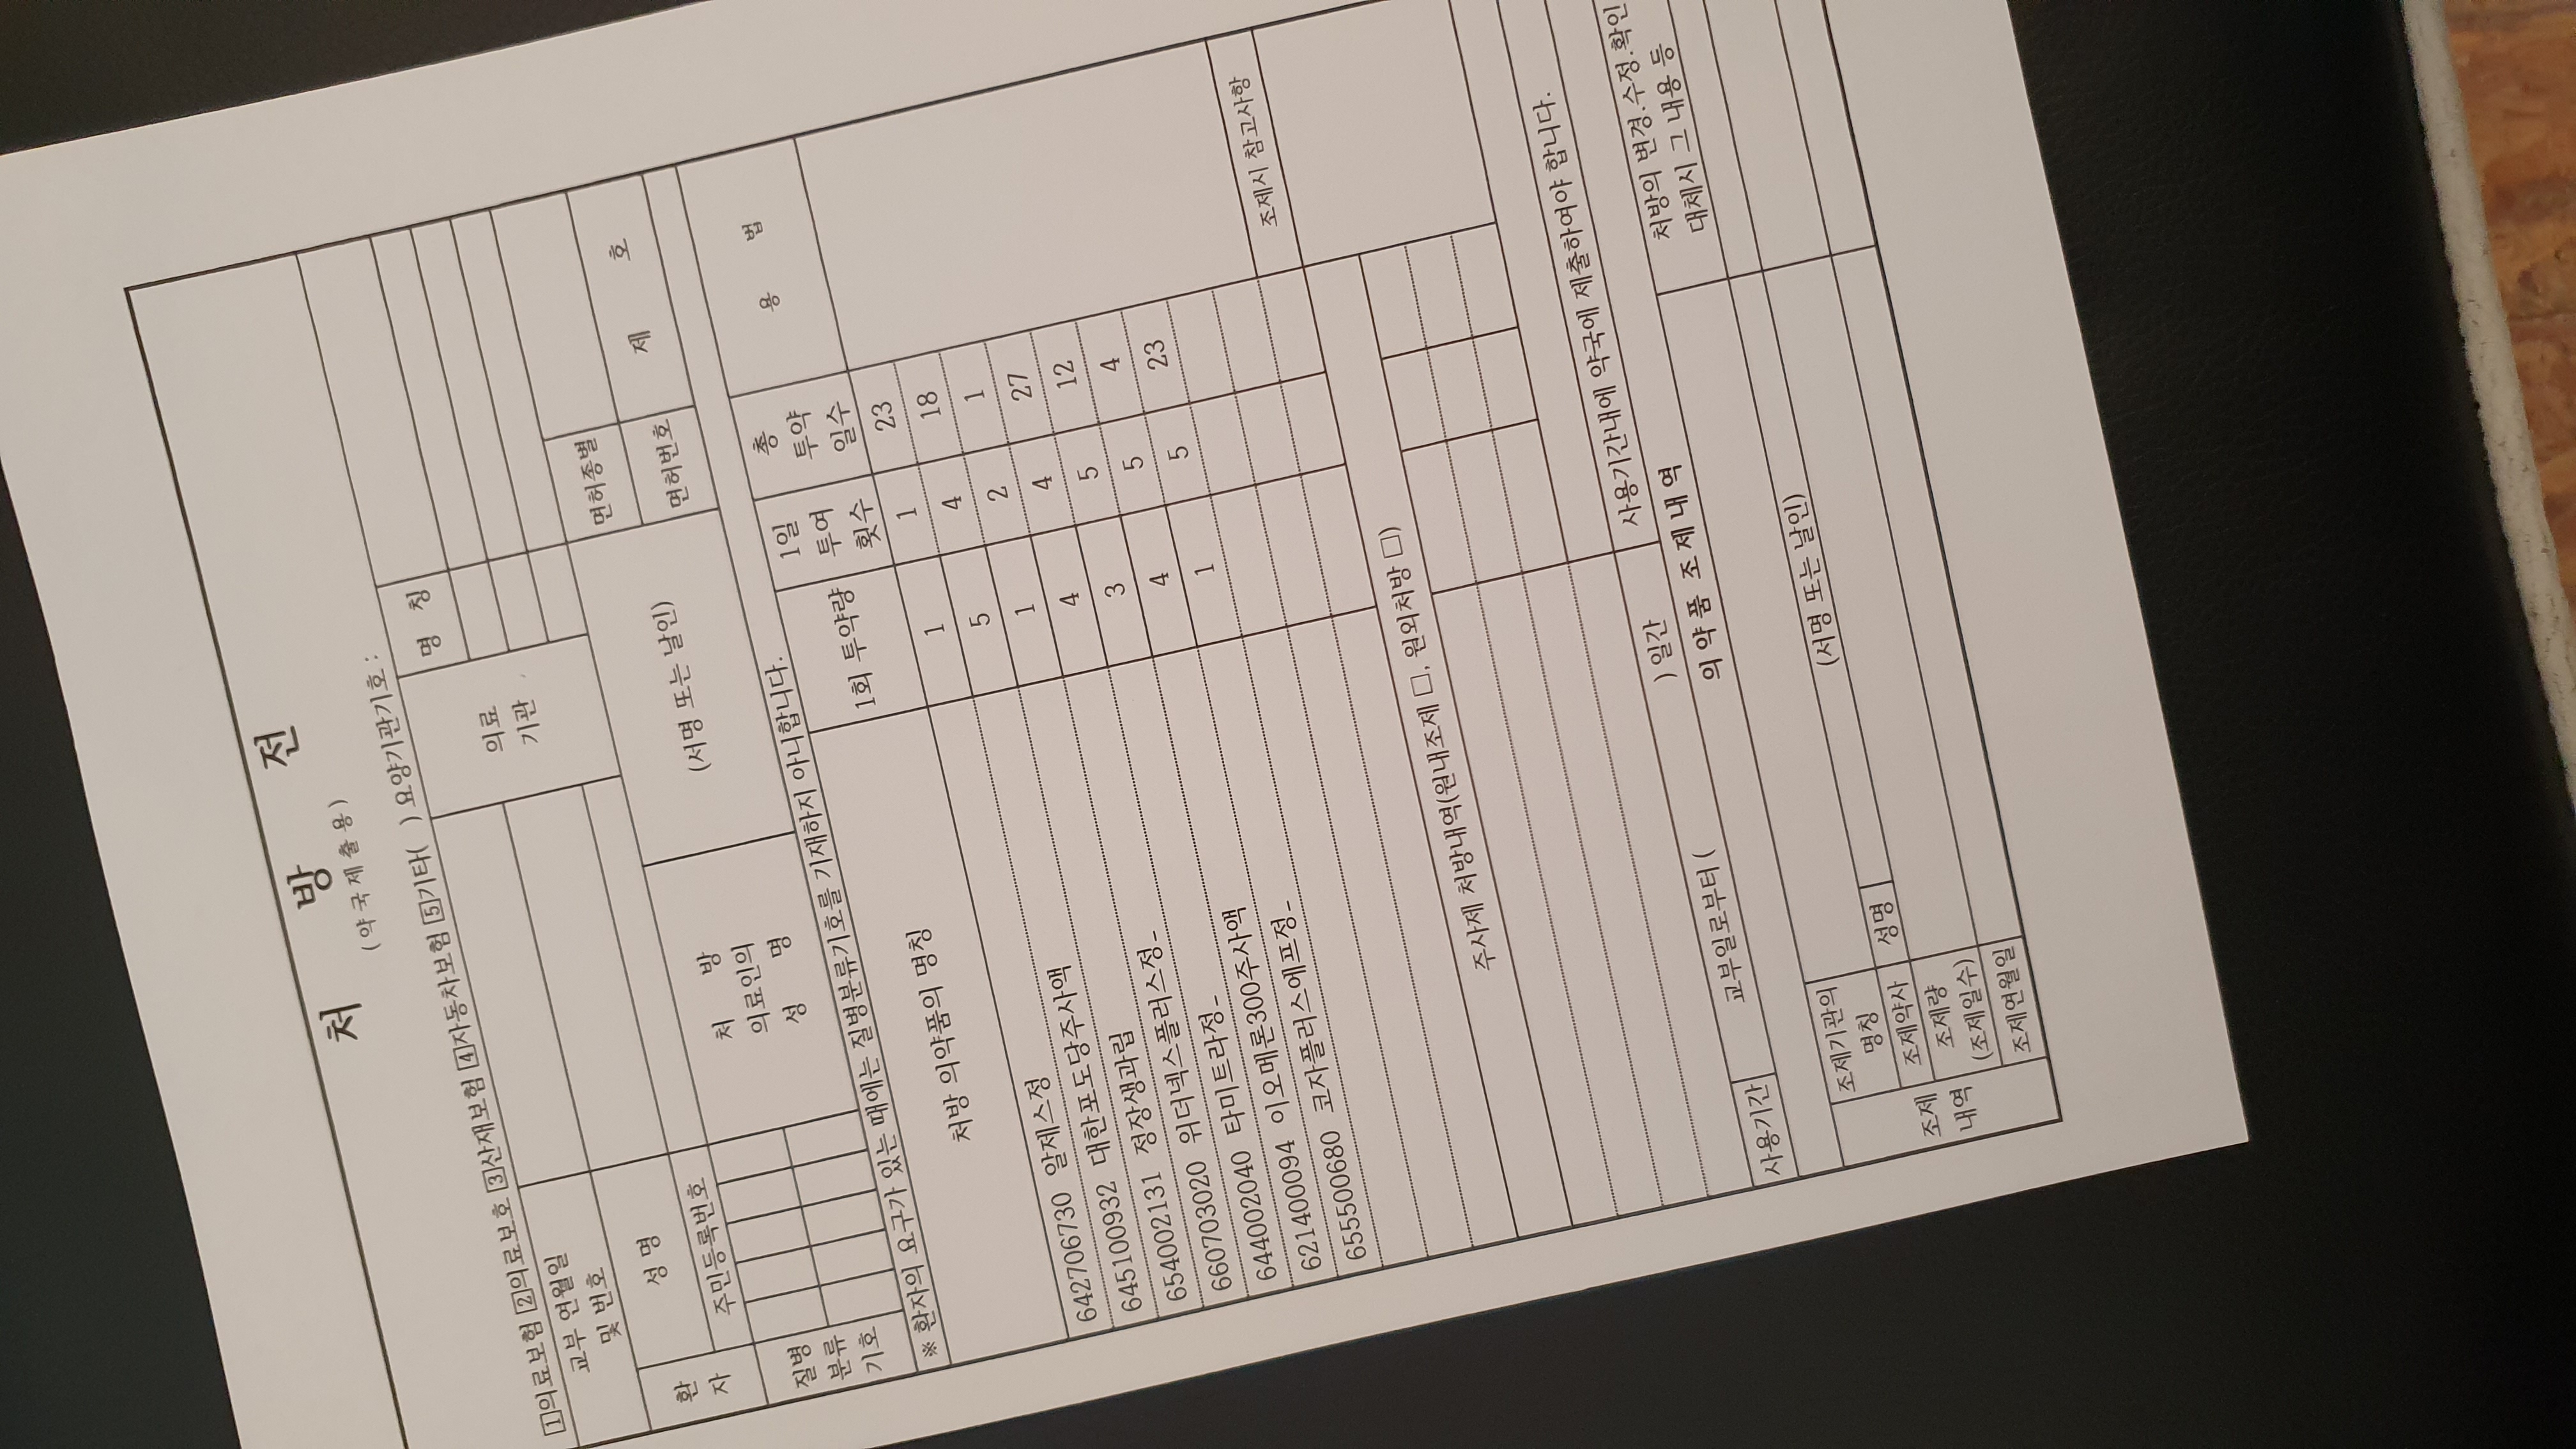 처 방 전
(약국제출용)
1의료보험 2의료보호 3산재보험 4자동차보험 5기타( ) 요양기관기호 :
교부 연월일
및 번호
의료
기관
명 칭
환
자
성 명
주민등록번호
처 방
의료인의
성 명
(서명 또는 날인)
면허종별
면허번호
제 호
질병
분류
기호
※ 환자의 요구가 있는 때에는 질병분류기호를 기재하지 아니합니다.
처방 의약품의 명칭
1회 투약량
1일
투여
횟수
총
투약
일수
용 법
642706730 알제스정 1 1 23
645100932 대한포도당주사액 5 4 18
654002131 정장생과립 1 2 1
660703020 위더넥스플러스정_ 4 4 27
644002040 타미트라정_ 3 5 12
621400094 이오메론300주사액 4 5 4
655500680 코자플러스에프정_ 1 5 23
조제시 참고사항
주사제 처방내역(원내조제 □, 원외처방 □)
사용기간
교부일로부터 ( ) 일간
사용기간내에 약국에 제출하여야 합니다.
의 약 품 조 제 내 역
처방의 변경.수정.확인
대체시 그 내용 등
조제
내역
조제기관의
명칭
조제약사
성명
(서명 또는 날인)
조제량
(조제일수)
조제연월일